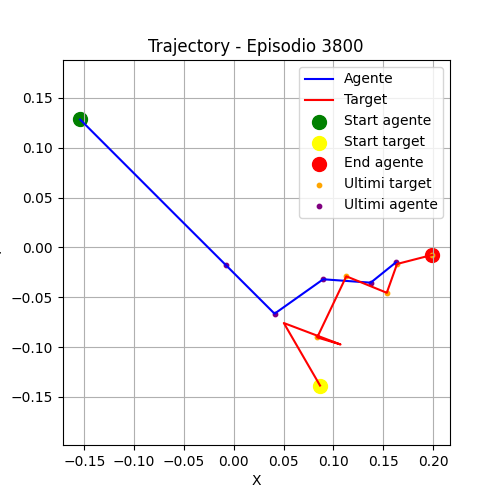 Trajectory - Episodio 3800
Agente
Target
Start agente
Start target
End agente
Ultimi target
Ultimi agente
0.15
0.10
0.05
0.00
−0.05
−0.10
−0.15
−0.15 −0.10 −0.05 0.00 0.05 0.10 0.15 0.20
X